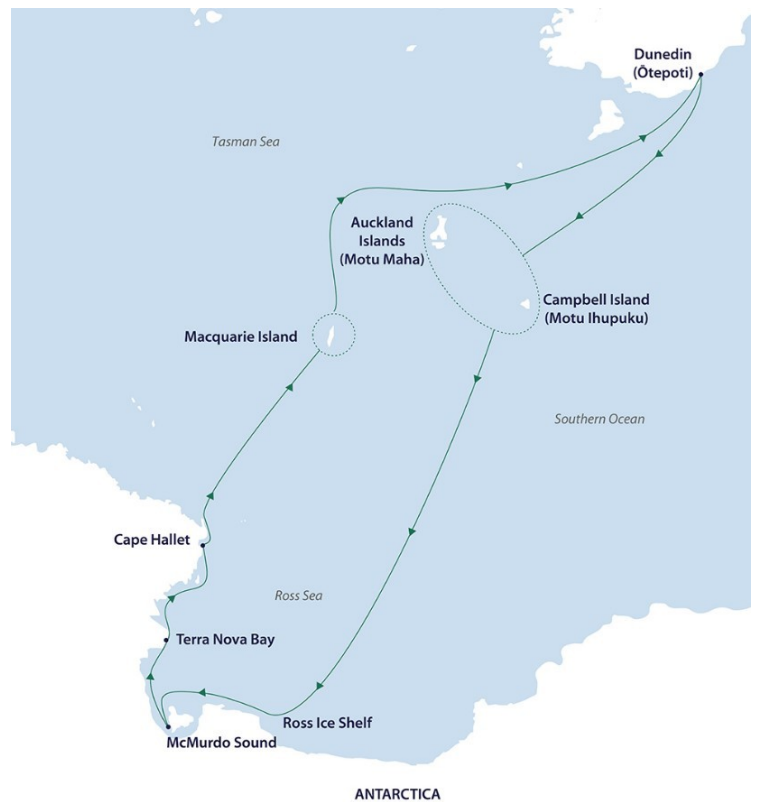 Dunedin
(Ōtepoti)
Tasman Sea
Auckland
Islands
(Motu Maha)
Campbell Island
(Motu Ihupuku)
Macquarie Island
Southern Ocean
Cape Hallet
Ross Sea
Terra Nova Bay
Ross Ice Shelf
McMurdo Sound
ANTARCTICA